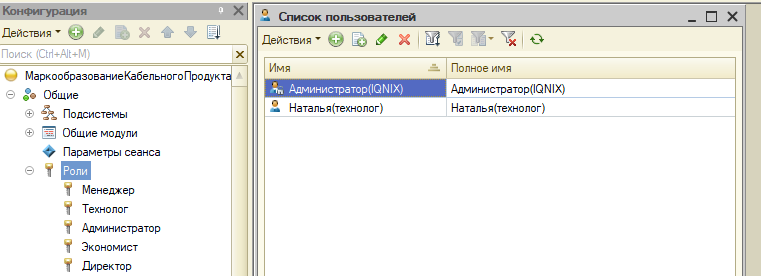 Конфигурация
Действия
Поиск (Ctrl+Alt+M)
МаркообразованиеКабельногоПродукта
Общие
Подсистемы
Общие модули
Параметры сеанса
Роли
Менеджер
Технолог
Администратор
Экономист
Директор
Список пользователей
Действия
Имя Полное имя
Администратор(IQNIX) Администратор(IQNIX)
Наталья(технолог) Наталья(технолог)